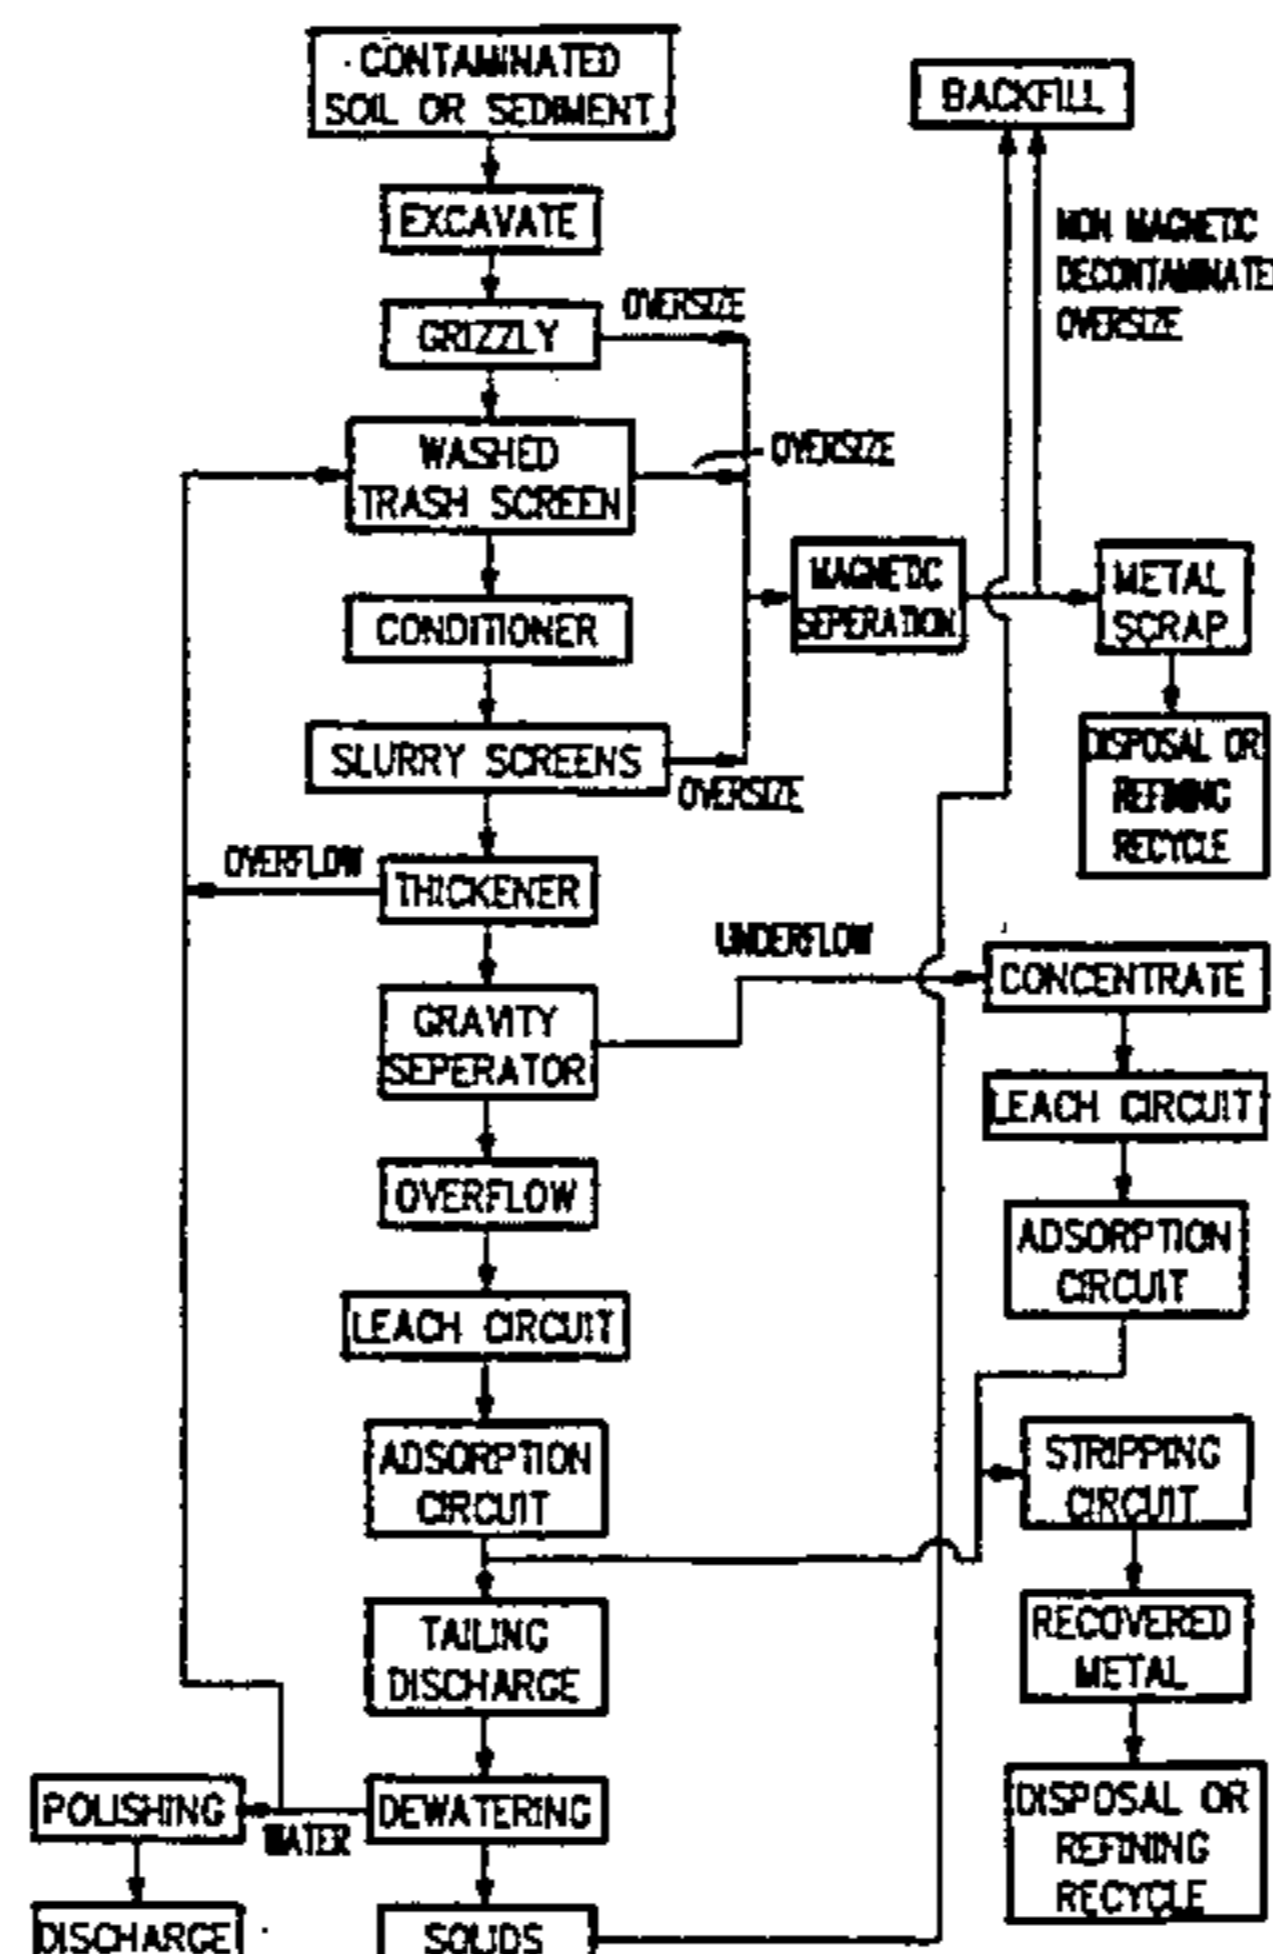 CONTAMINATED
SOIL OR SEDIMENT
BACKFILL
EXCAVATE
NON MAGNETIC
DECONTAMINATED
OVERSIZE
OVERSIZE
GRIZZLY
WASHED
TRASH SCREEN
OVERSIZE
CONDITIONER
MAGNETIC
SEPERATION
METAL
SCRAP
SLURRY SCREENS
OVERSIZE
DISPOSAL OR
REFINING
RECYCLE
OVERFLOW
THICKENER
UNDERFLOW
CONCENTRATE
GRAVITY
SEPERATOR
LEACH CIRCUIT
OVERFLOW
ADSORPTION
CIRCUIT
LEACH CIRCUIT
ADSORPTION
CIRCUIT
STRIPPING
CIRCUIT
TAILING
DISCHARGE
RECOVERED
METAL
POLISHING
WATER
DEWATERING
DISPOSAL OR
REFINING
RECYCLE
DISCHARGE
SOLIDS